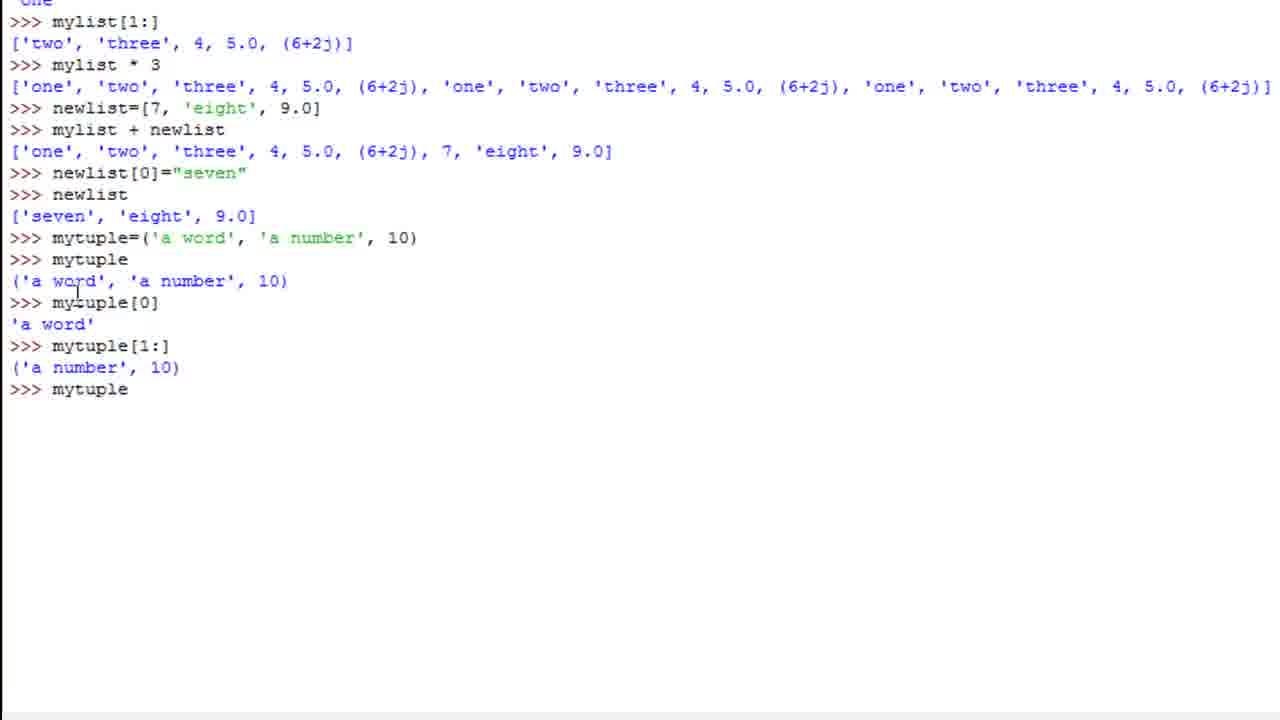 'one'
>>> mylist[1:]
['two', 'three', 4, 5.0, (6+2j)]
>>> mylist * 3
['one', 'two', 'three', 4, 5.0, (6+2j), 'one', 'two', 'three', 4, 5.0, (6+2j), 'one', 'two', 'three', 4, 5.0, (6+2j)]
>>> newlist=[7, 'eight', 9.0]
>>> mylist + newlist
['one', 'two', 'three', 4, 5.0, (6+2j), 7, 'eight', 9.0]
>>> newlist[0]="seven"
>>> newlist
['seven', 'eight', 9.0]
>>> mytuple=('a word', 'a number', 10)
>>> mytuple
('a word', 'a number', 10)
>>> mytuple[0]
'a word'
>>> mytuple[1:]
('a number', 10)
>>> mytuple